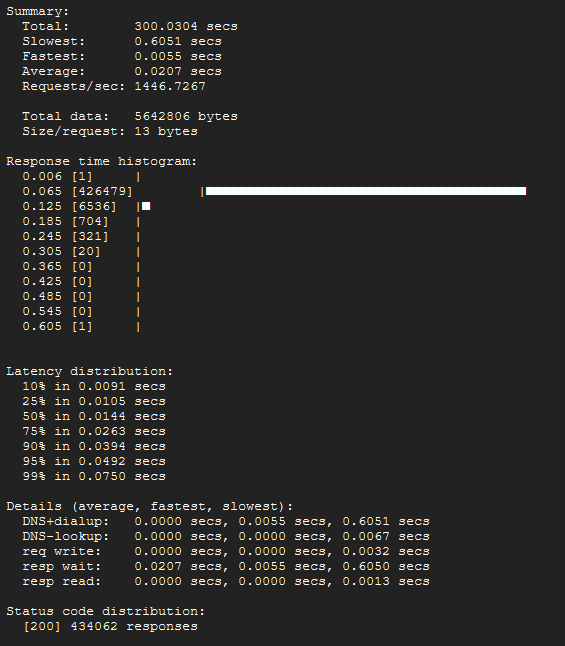 Summary:
  Total:        300.0304 secs
  Slowest:      0.6051 secs
  Fastest:      0.0055 secs
  Average:      0.0207 secs
  Requests/sec: 1446.7267

  Total data:   5642806 bytes
  Size/request: 13 bytes

Response time histogram:
  0.006 [1]     |
  0.065 [426479]        |■■■■■■■■■■■■■■■■■■■■■■■■■■■■■■■■■■■■■■■■
  0.125 [6536]  |■
  0.185 [704]   |
  0.245 [321]   |
  0.305 [20]    |
  0.365 [0]     |
  0.425 [0]     |
  0.485 [0]     |
  0.545 [0]     |
  0.605 [1]     |

Latency distribution:
  10% in 0.0091 secs
  25% in 0.0105 secs
  50% in 0.0144 secs
  75% in 0.0263 secs
  90% in 0.0394 secs
  95% in 0.0492 secs
  99% in 0.0750 secs

Details (average, fastest, slowest):
  DNS+dialup:   0.0000 secs, 0.0055 secs, 0.6051 secs
  DNS-lookup:   0.0000 secs, 0.0000 secs, 0.0067 secs
  req write:    0.0000 secs, 0.0000 secs, 0.0032 secs
  resp wait:    0.0207 secs, 0.0055 secs, 0.6050 secs
  resp read:    0.0000 secs, 0.0000 secs, 0.0013 secs

Status code distribution:
  [200] 434062 responses